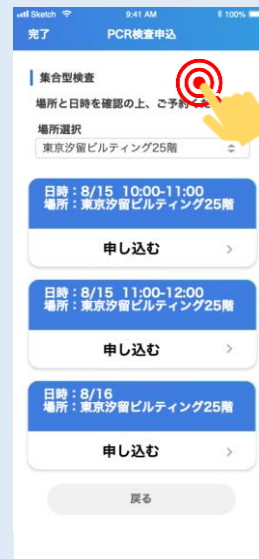 Sketch 9:41 AM 100%
完了 PCR検査申込
集合型検査
場所と日時を確認の上、ご予約くだ
場所選択
東京汐留ビルディング25階
日時：8/15 10:00-11:00
場所：東京汐留ビルティング25階
申し込む
日時：8/15 11:00-12:00
場所：東京汐留ビルティング25階
申し込む
日時：8/16
場所：東京汐留ビルティング25階
申し込む
戻る